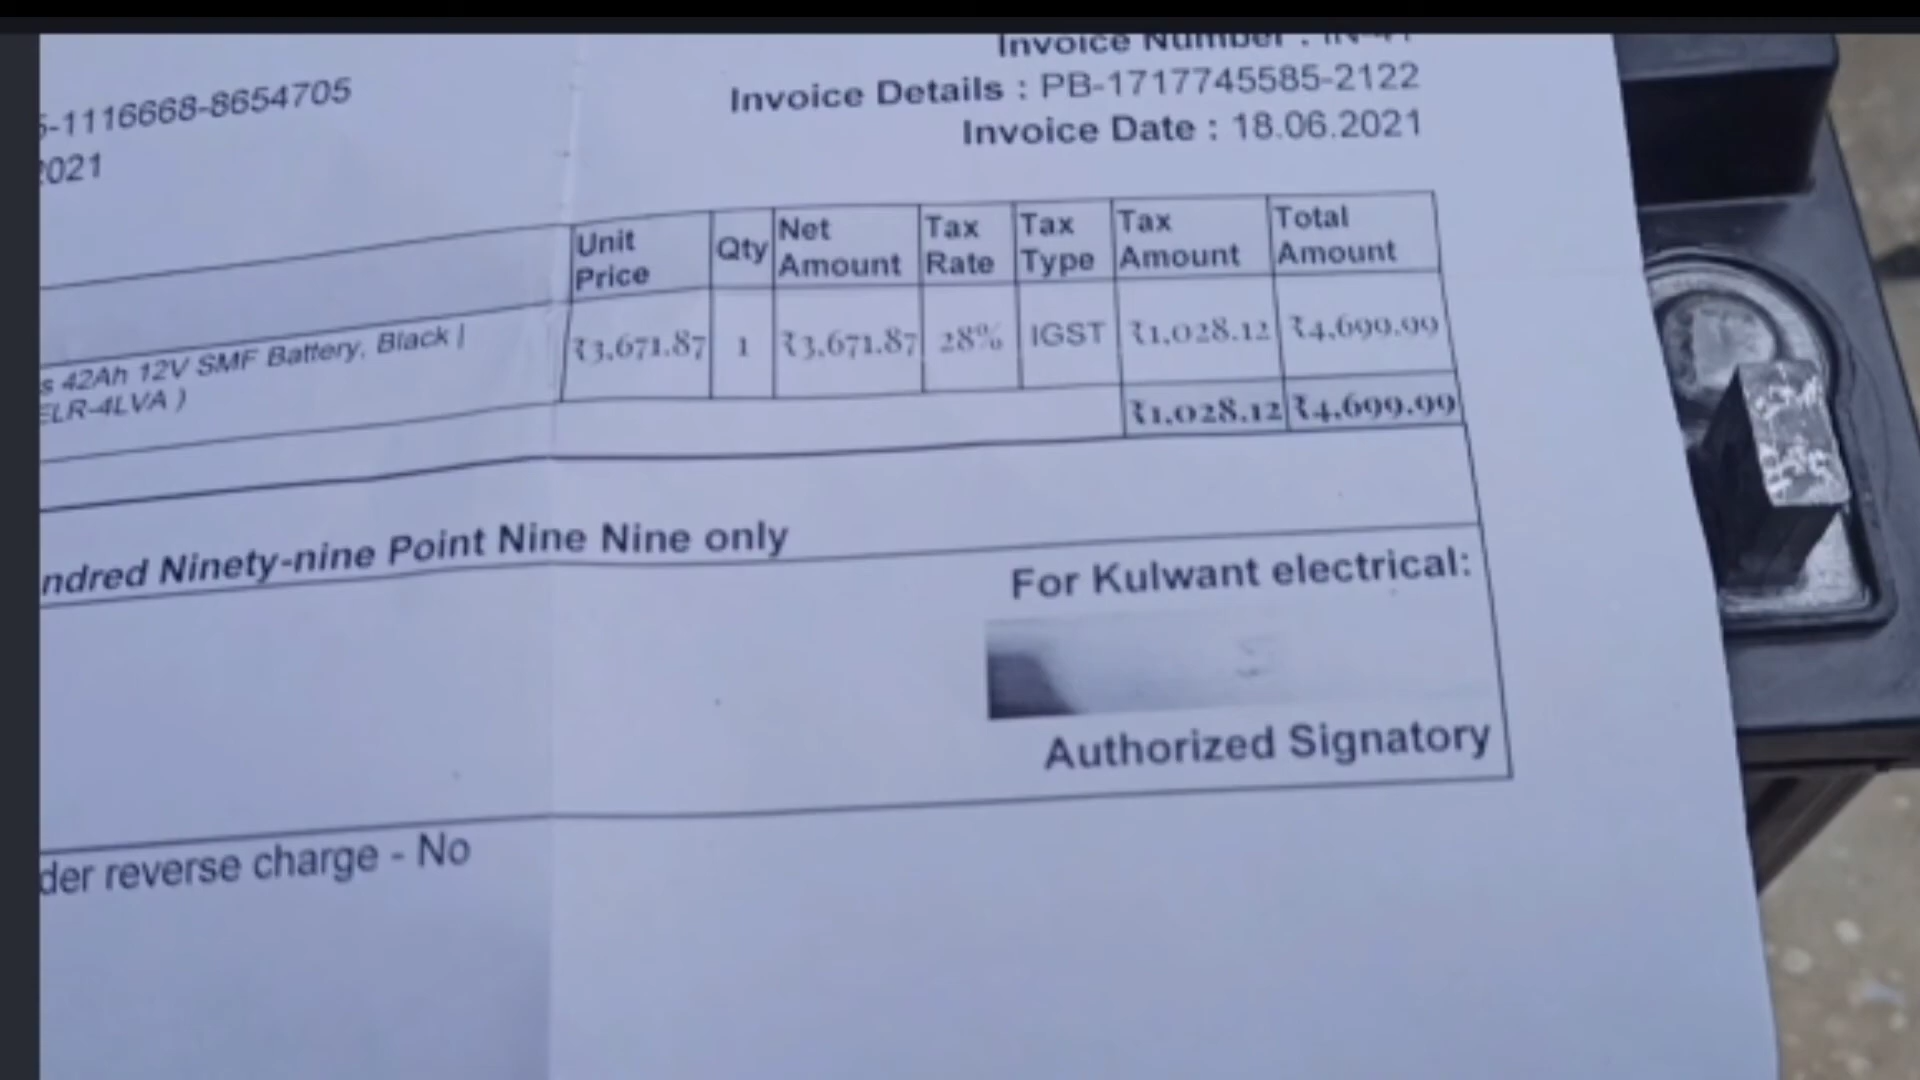 Invoice Number : IN-41
5-1116668-8654705
Invoice Details : PB-1717745585-2122
2021
Invoice Date : 18.06.2021
Unit Price
Qty
Net Amount
Tax Rate
Tax Type
Tax Amount
Total Amount
s 42Ah 12V SMF Battery, Black |
ELR-4LVA )
₹3,671.87
1
₹3,671.87
28%
IGST
₹1,028.12
₹4,699.99
₹1,028.12
₹4,699.99
ndred Ninety-nine Point Nine Nine only
For Kulwant electrical:
Authorized Signatory
der reverse charge - No